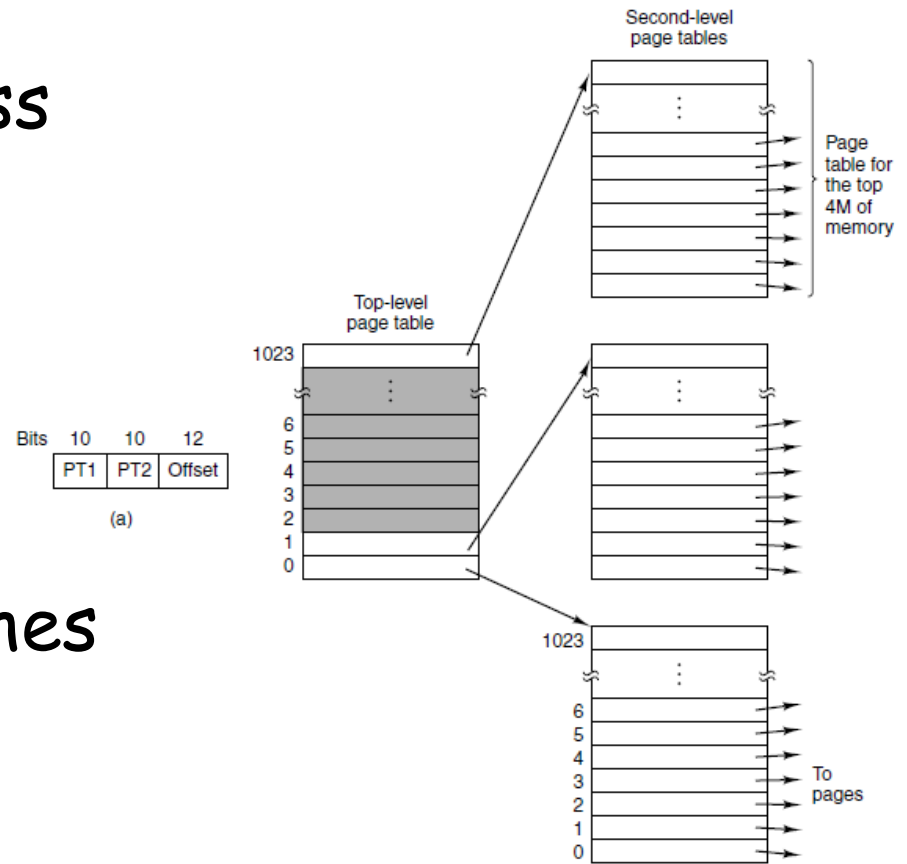 ss
Second-level
page tables
Page
table for
the top
4M of
memory
Top-level
page table
1023
6
5
4
3
2
1
0
Bits 10 10 12
PT1 PT2 Offset
(a)
nes
1023
6
5
4
3
2
1
0
To
pages